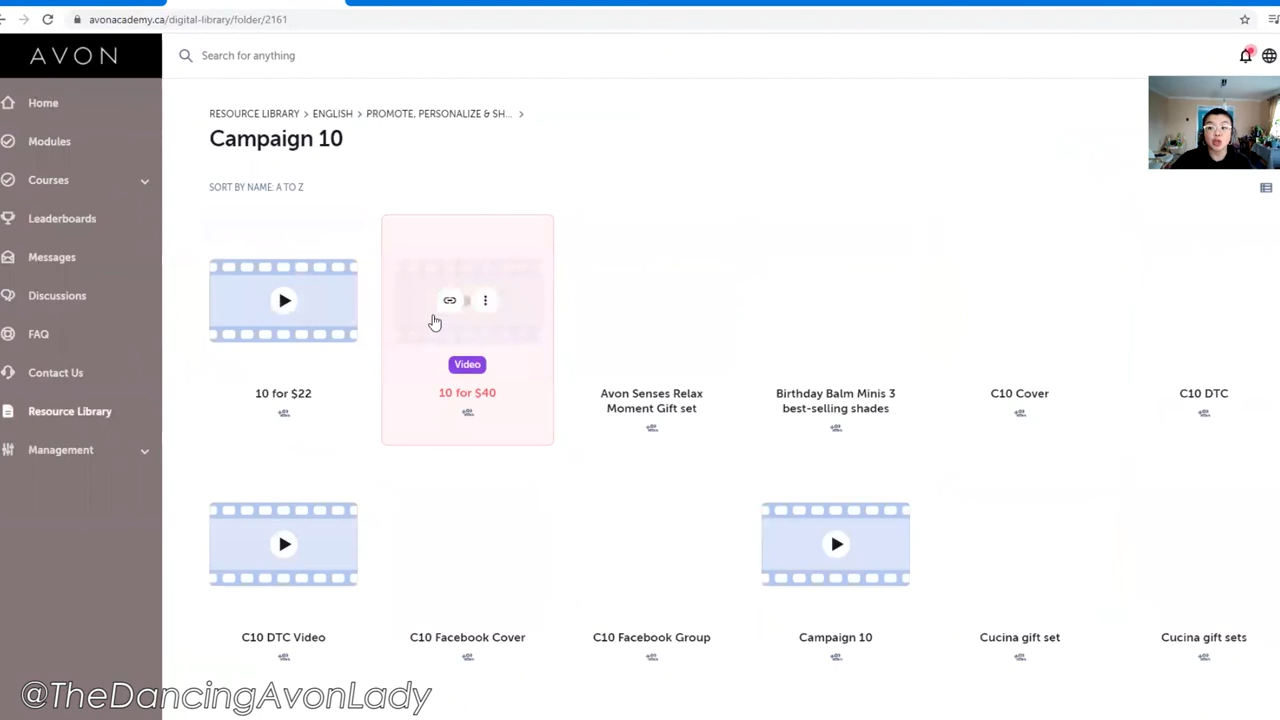 avonacademy.ca/digital-library/folder/2161
AVON
Search for anything
Home
Modules
Courses
Leaderboards
Messages
Discussions
FAQ
Contact Us
Resource Library
Management
RESOURCE LIBRARY > ENGLISH > PROMOTE, PERSONALIZE & SH... >
Campaign 10
SORT BY NAME: A TO Z
Video
10 for $22
10 for $40
Avon Senses Relax
Moment Gift set
Birthday Balm Minis 3
best-selling shades
C10 Cover
C10 DTC
C10 DTC Video
C10 Facebook Cover
C10 Facebook Group
Campaign 10
Cucina gift set
Cucina gift sets
@TheDancingAvonLady